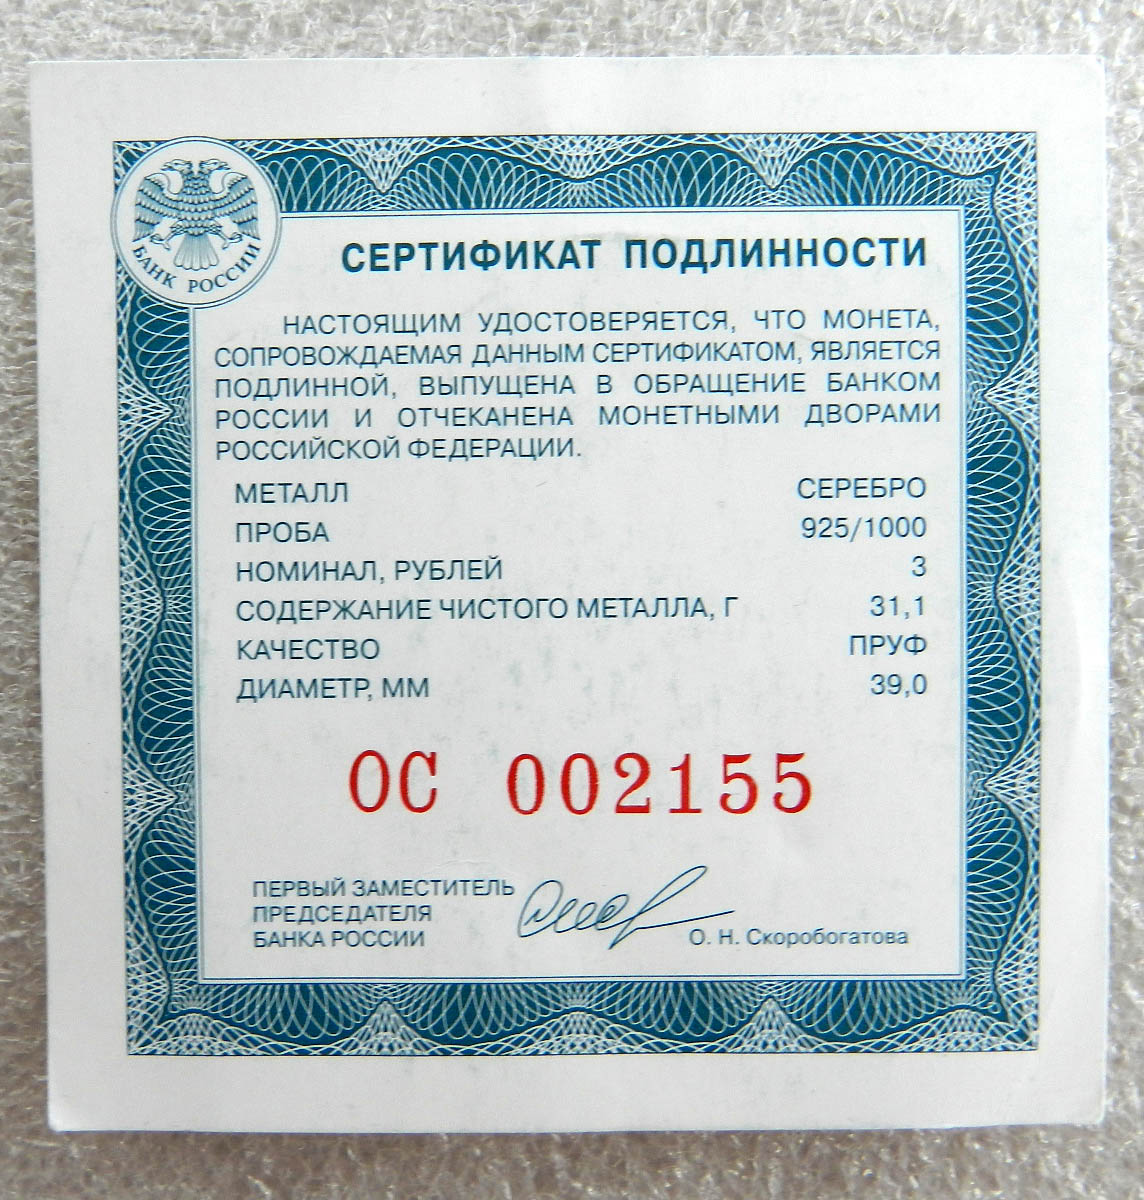 БАНК РОССИИ
СЕРТИФИКАТ ПОДЛИННОСТИ
НАСТОЯЩИМ УДОСТОВЕРЯЕТСЯ, ЧТО МОНЕТА,
СОПРОВОЖДАЕМАЯ ДАННЫМ СЕРТИФИКАТОМ, ЯВЛЯЕТСЯ
ПОДЛИННОЙ, ВЫПУЩЕНА В ОБРАЩЕНИЕ БАНКОМ
РОССИИ И ОТЧЕКАНЕНА МОНЕТНЫМИ ДВОРАМИ
РОССИЙСКОЙ ФЕДЕРАЦИИ.
МЕТАЛЛ СЕРЕБРО
ПРОБА 925/1000
НОМИНАЛ, РУБЛЕЙ 3
СОДЕРЖАНИЕ ЧИСТОГО МЕТАЛЛА, Г 31,1
КАЧЕСТВО ПРУФ
ДИАМЕТР, ММ 39,0
ОС 002155
ПЕРВЫЙ ЗАМЕСТИТЕЛЬ
ПРЕДСЕДАТЕЛЯ
БАНКА РОССИИ О. Н. Скоробогатова